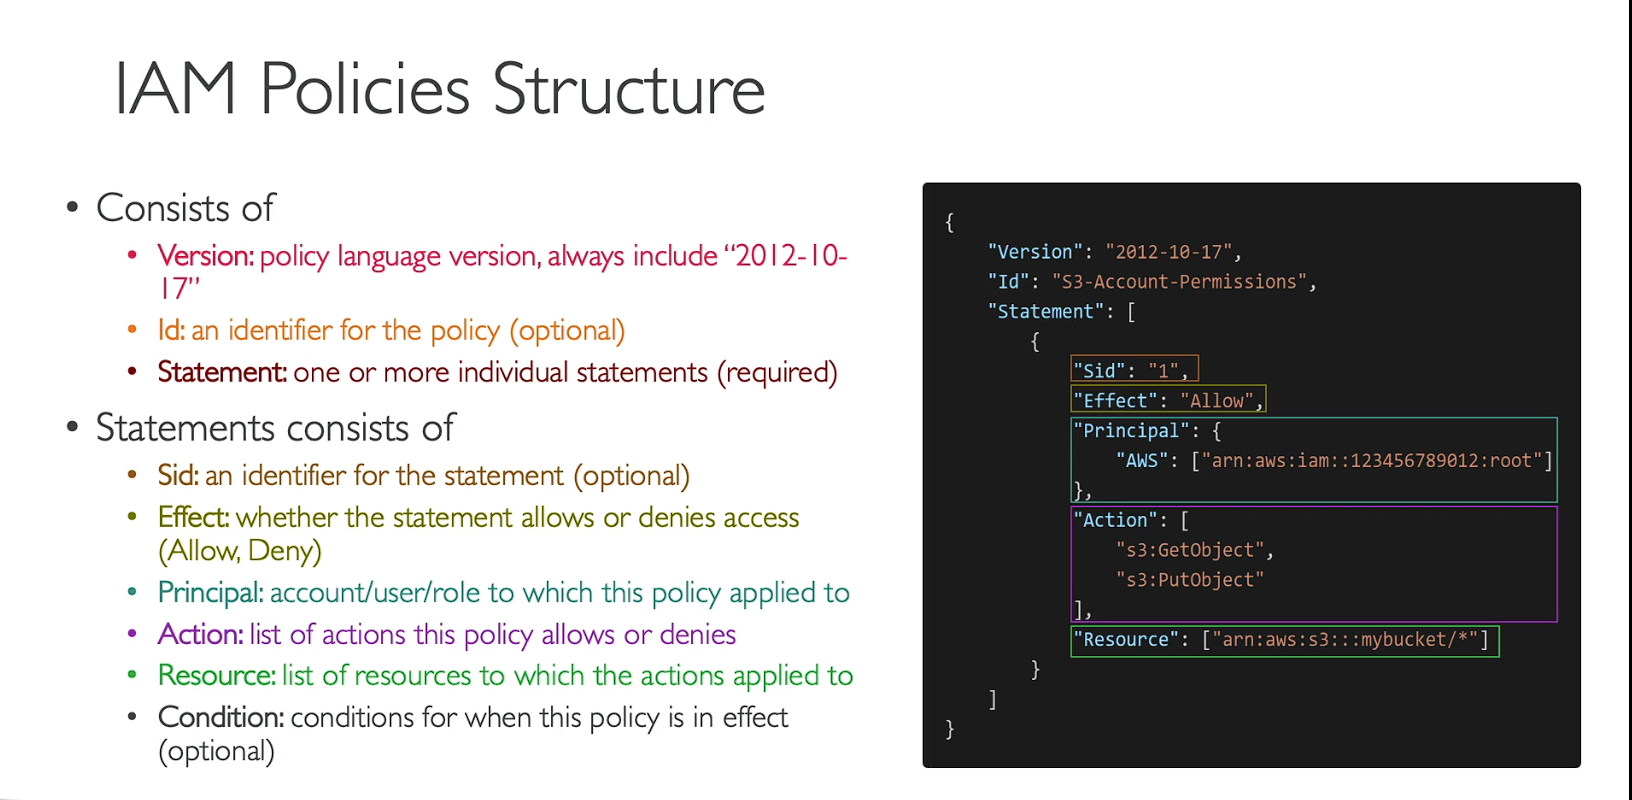 IAM Policies Structure
• Consists of
• Version: policy language version, always include “2012-10-
17”
• Id: an identifier for the policy (optional)
• Statement: one or more individual statements (required)
• Statements consists of
• Sid: an identifier for the statement (optional)
• Effect: whether the statement allows or denies access
(Allow, Deny)
• Principal: account/user/role to which this policy applied to
• Action: list of actions this policy allows or denies
• Resource: list of resources to which the actions applied to
• Condition: conditions for when this policy is in effect
(optional)
{
"Version": "2012-10-17",
"Id": "S3-Account-Permissions",
"Statement": [
{
"Sid": "1",
"Effect": "Allow",
"Principal": {
"AWS": ["arn:aws:iam::123456789012:root"]
},
"Action": [
"s3:GetObject",
"s3:PutObject"
],
"Resource": ["arn:aws:s3:::mybucket/*"]
}
]
}